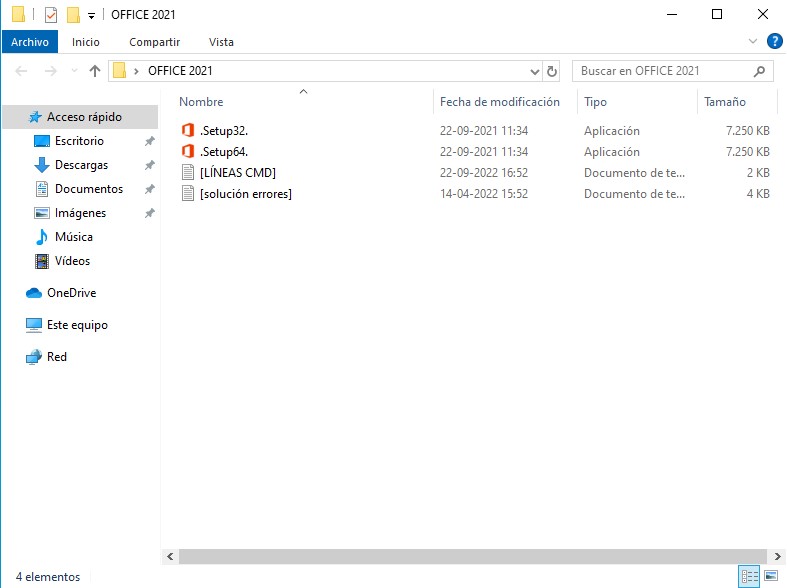 OFFICE 2021
Archivo Inicio Compartir Vista
OFFICE 2021 Buscar en OFFICE 2021
Nombre Fecha de modificación Tipo Tamaño
.Setup32. 22-09-2021 11:34 Aplicación 7.250 KB
.Setup64. 22-09-2021 11:34 Aplicación 7.250 KB
[LÍNEAS CMD] 22-09-2022 16:52 Documento de te... 2 KB
[solución errores] 14-04-2022 15:52 Documento de te... 4 KB
Acceso rápido
Escritorio
Descargas
Documentos
Imágenes
Música
Vídeos
OneDrive
Este equipo
Red
4 elementos